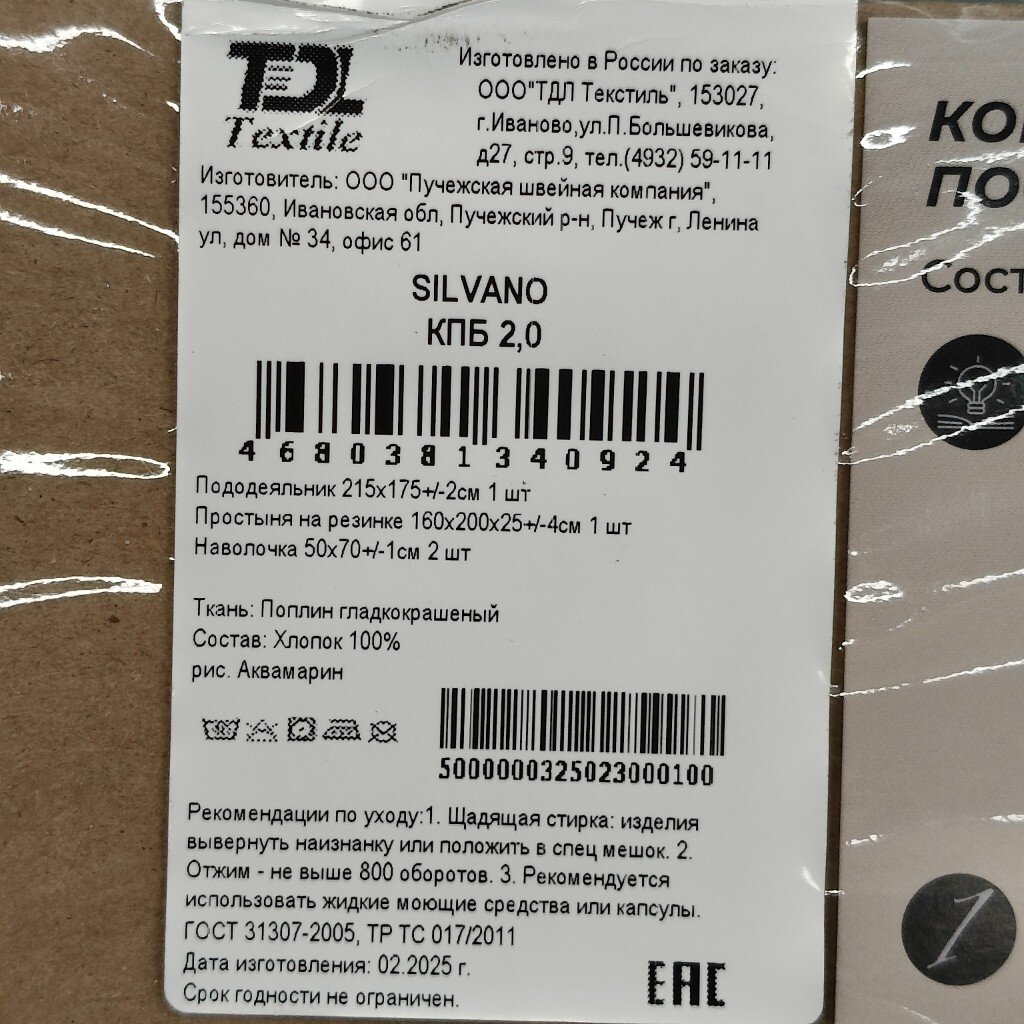 TDL
Textile
Изготовлено в России по заказу:
ООО"ТДЛ Текстиль", 153027,
г.Иваново,ул.П.Большевикова,
д27, стр.9, тел.(4932) 59-11-11
Изготовитель: ООО "Пучежская швейная компания",
155360, Ивановская обл, Пучежский р-н, Пучеж г, Ленина
ул, дом № 34, офис 61
SILVANO
КПБ 2,0
4680381340924
Пододеяльник 215х175+/-2см 1 шт
Простыня на резинке 160х200х25+/-4см 1 шт
Наволочка 50х70+/-1см 2 шт
Ткань: Поплин гладкокрашеный
Состав: Хлопок 100%
рис. Аквамарин
5000000325023000100
Рекомендации по уходу:1. Щадящая стирка: изделия
вывернуть наизнанку или положить в спец мешок. 2.
Отжим - не выше 800 оборотов. 3. Рекомендуется
использовать жидкие моющие средства или капсулы.
ГОСТ 31307-2005, ТР ТС 017/2011
Дата изготовления: 02.2025 г.
Срок годности не ограничен.
EAC
КО
ПО
Сост
1